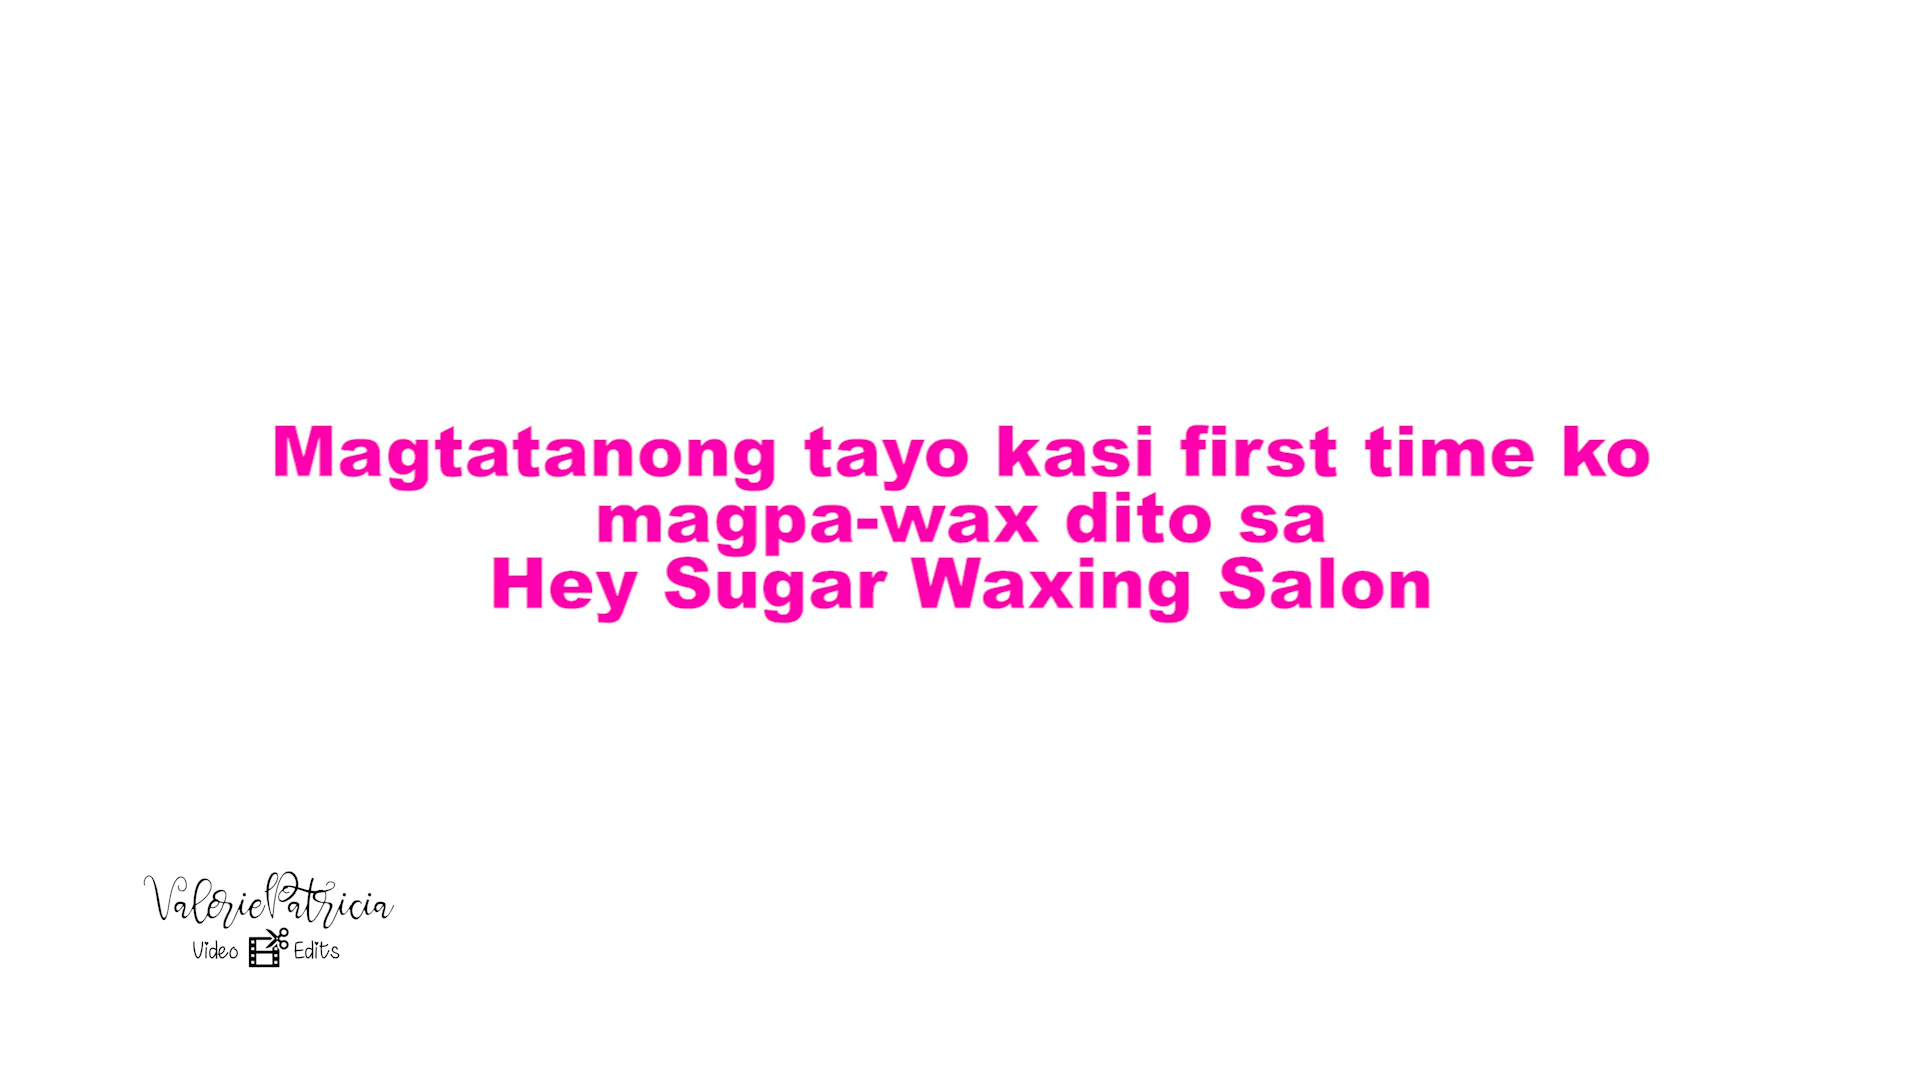 Magtatanong tayo kasi first time ko
magpa-wax dito sa
Hey Sugar Waxing Salon
ValeriePatricia
Video Edits